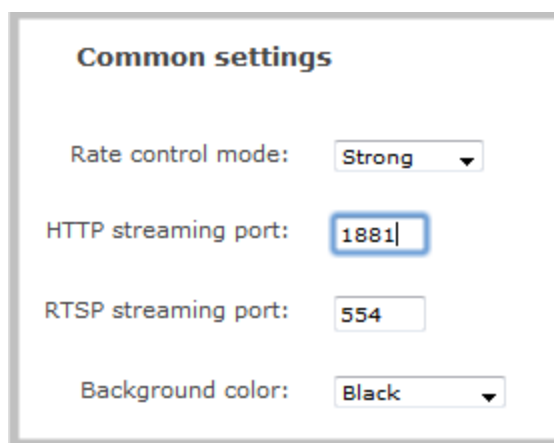 Common settings
Rate control mode: Strong
HTTP streaming port: 1881
RTSP streaming port: 554
Background color: Black